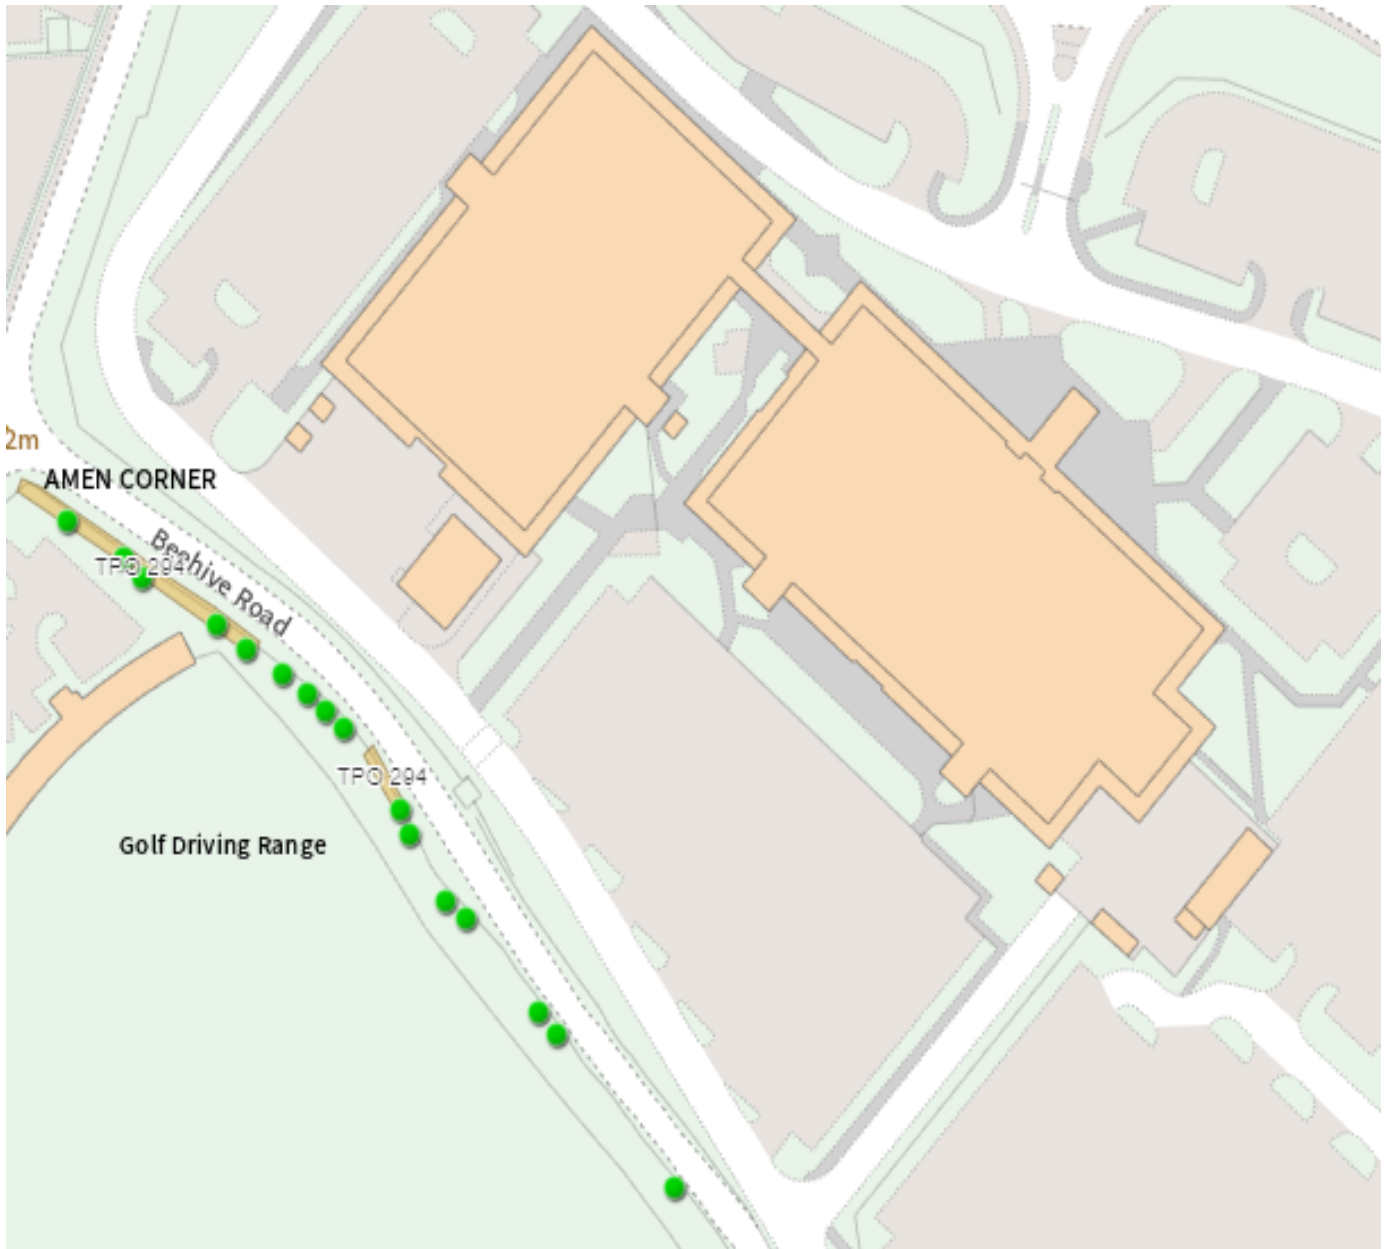 2m
AMEN CORNER
Beehive Road
TPO 294
TPO 294
Golf Driving Range